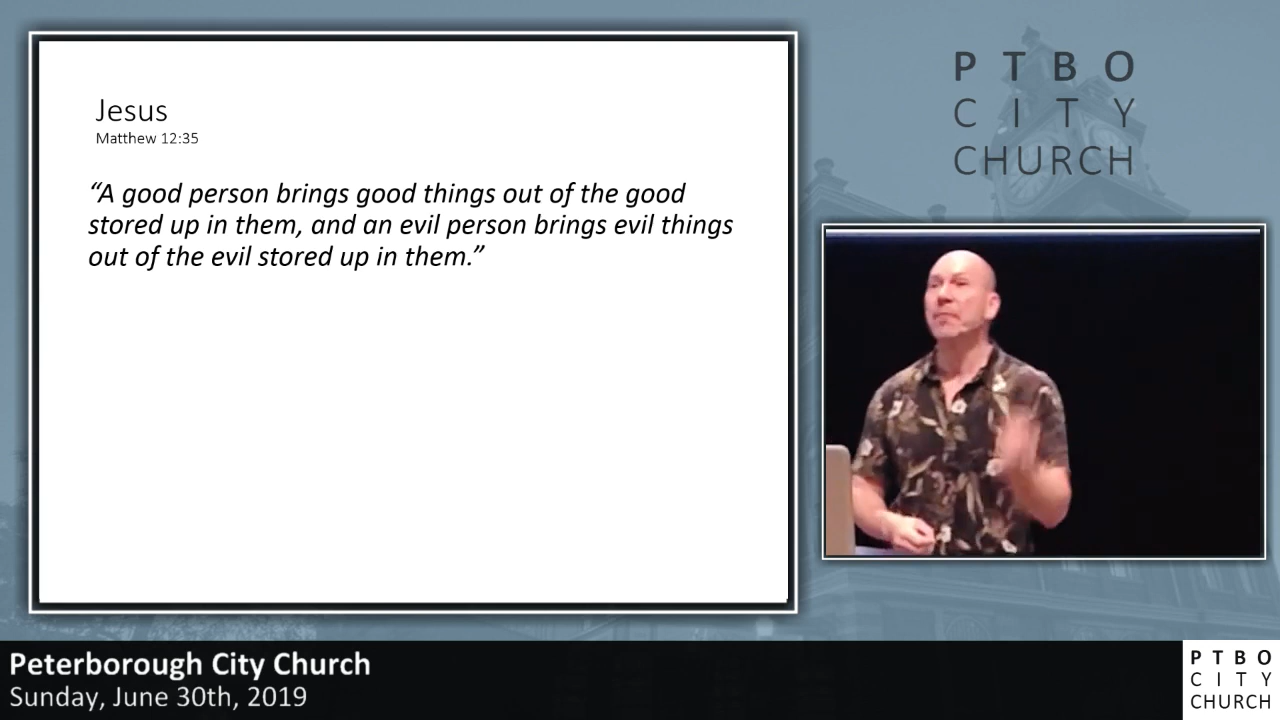 Jesus
Matthew 12:35
“A good person brings good things out of the good
stored up in them, and an evil person brings evil things
out of the evil stored up in them.”
P T B O
C I T Y
CHURCH
Peterborough City Church
Sunday, June 30th, 2019
P T B O
C I T Y
CHURCH